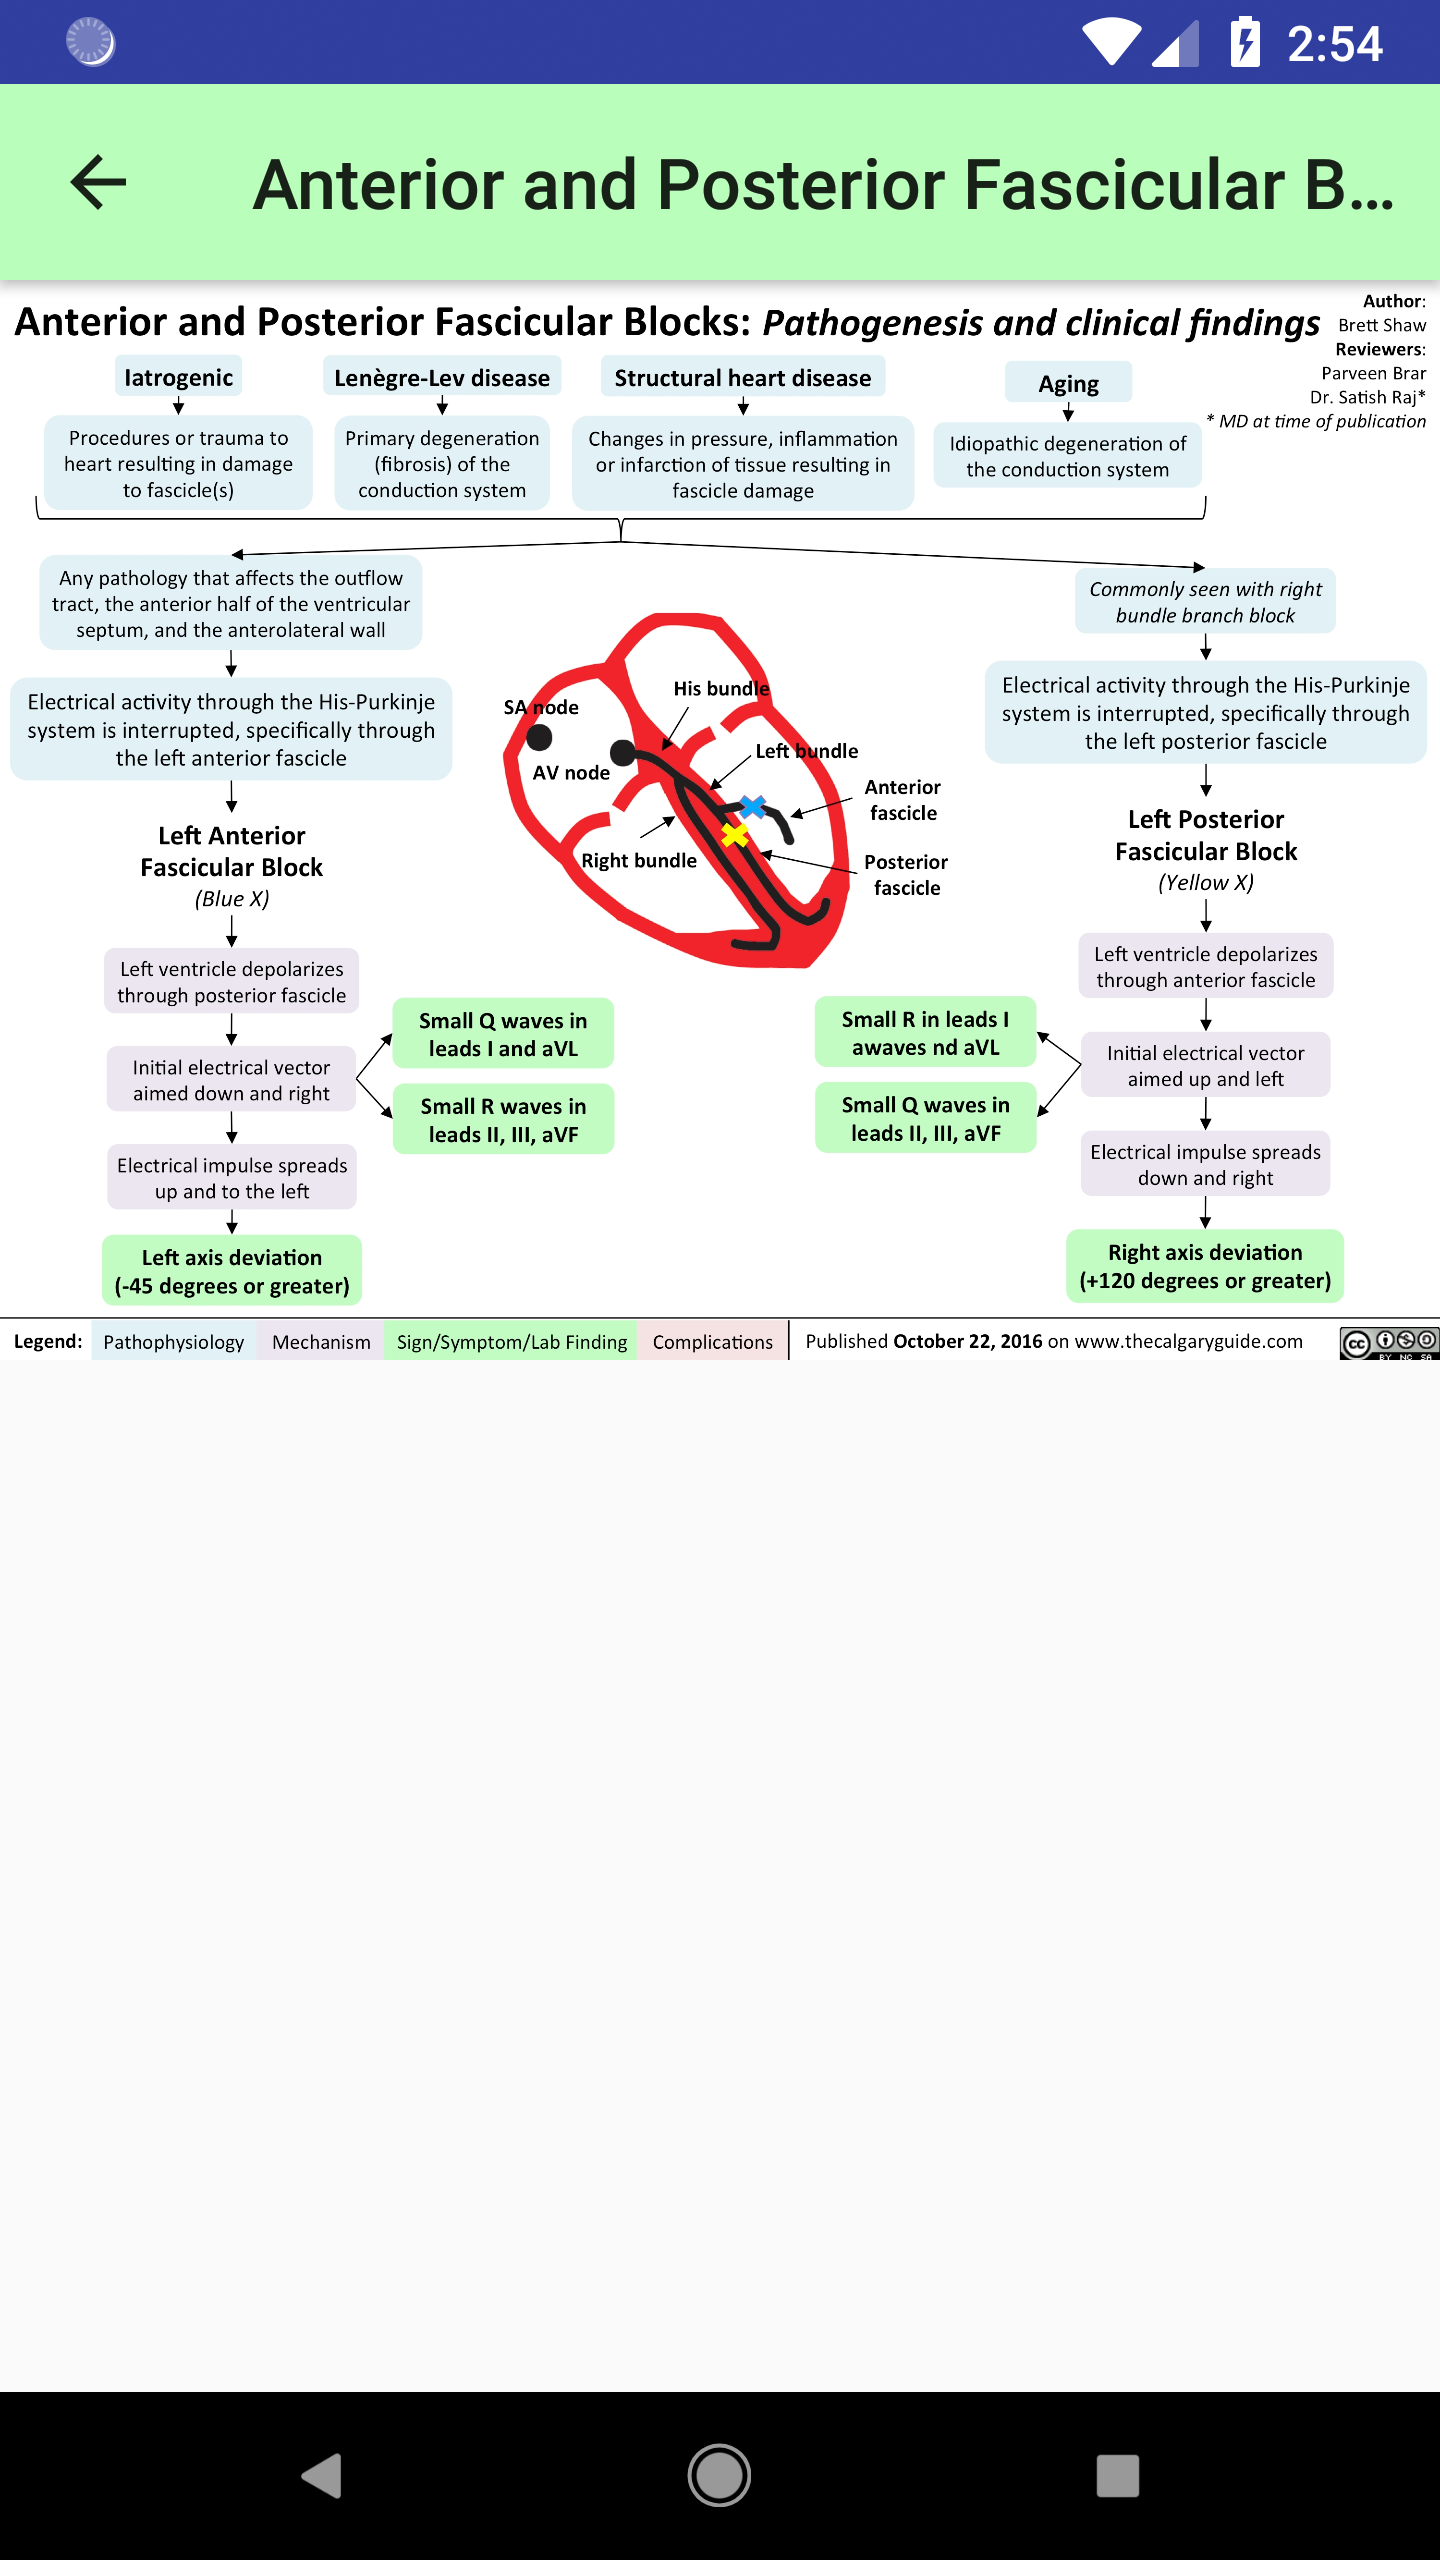 2:54
Anterior and Posterior Fascicular B...
Anterior and Posterior Fascicular Blocks: Pathogenesis and clinical findings
Author:
Brett Shaw
Reviewers:
Parveen Brar
Dr. Satish Raj*
* MD at time of publication
Iatrogenic
Procedures or trauma to
heart resulting in damage
to fascicle(s)
Lenègre-Lev disease
Primary degeneration
(fibrosis) of the
conduction system
Structural heart disease
Changes in pressure, inflammation
or infarction of tissue resulting in
fascicle damage
Aging
Idiopathic degeneration of
the conduction system
Any pathology that affects the outflow
tract, the anterior half of the ventricular
septum, and the anterolateral wall
Electrical activity through the His-Purkinje
system is interrupted, specifically through
the left anterior fascicle
Left Anterior
Fascicular Block
(Blue X)
Left ventricle depolarizes
through posterior fascicle
Initial electrical vector
aimed down and right
Small Q waves in
leads I and aVL
Small R waves in
leads II, III, aVF
Electrical impulse spreads
up and to the left
Left axis deviation
(-45 degrees or greater)
SA node
His bundle
AV node
Left bundle
Anterior
fascicle
Right bundle
Posterior
fascicle
Commonly seen with right
bundle branch block
Electrical activity through the His-Purkinje
system is interrupted, specifically through
the left posterior fascicle
Left Posterior
Fascicular Block
(Yellow X)
Left ventricle depolarizes
through anterior fascicle
Initial electrical vector
aimed up and left
Small R in leads I
awaves nd aVL
Small Q waves in
leads II, III, aVF
Electrical impulse spreads
down and right
Right axis deviation
(+120 degrees or greater)
Legend:
Pathophysiology
Mechanism
Sign/Symptom/Lab Finding
Complications
Published October 22, 2016 on www.thecalgaryguide.com
cc
BY NC SA